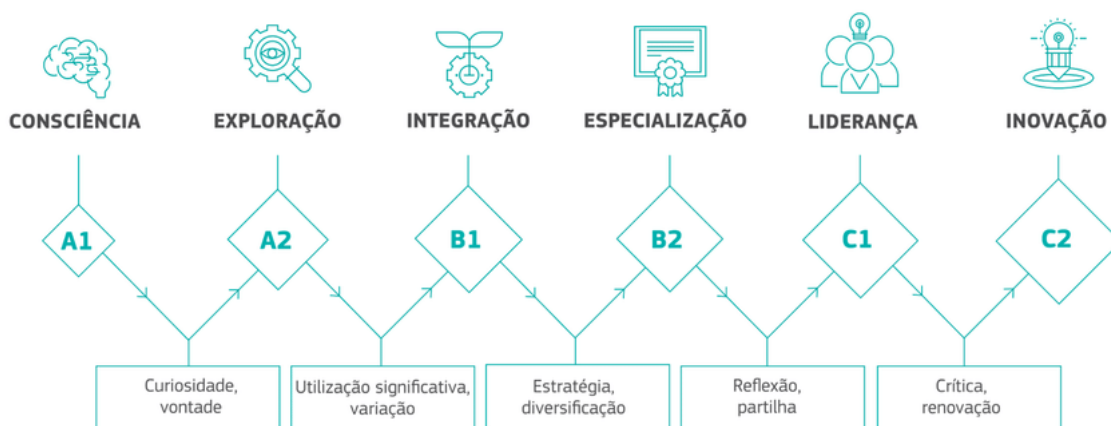 CONSCIÊNCIA
EXPLORAÇÃO
INTEGRAÇÃO
ESPECIALIZAÇÃO
LIDERANÇA
INOVAÇÃO
A1
A2
B1
B2
C1
C2
Curiosidade,
vontade
Utilização significativa,
variação
Estratégia,
diversificação
Reflexão,
partilha
Crítica,
renovação